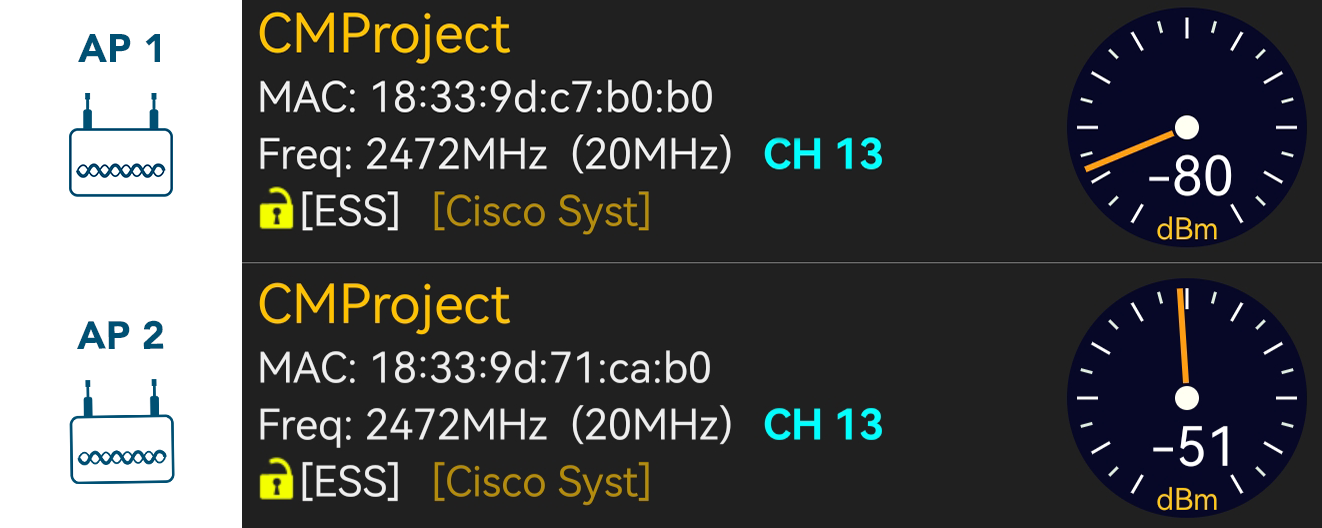 AP 1
CMProject
MAC: 18:33:9d:c7:b0:b0
Freq: 2472MHz (20MHz) CH 13
[ESS] [Cisco Syst]
-80
dBm
AP 2
CMProject
MAC: 18:33:9d:71:ca:b0
Freq: 2472MHz (20MHz) CH 13
[ESS] [Cisco Syst]
-51
dBm